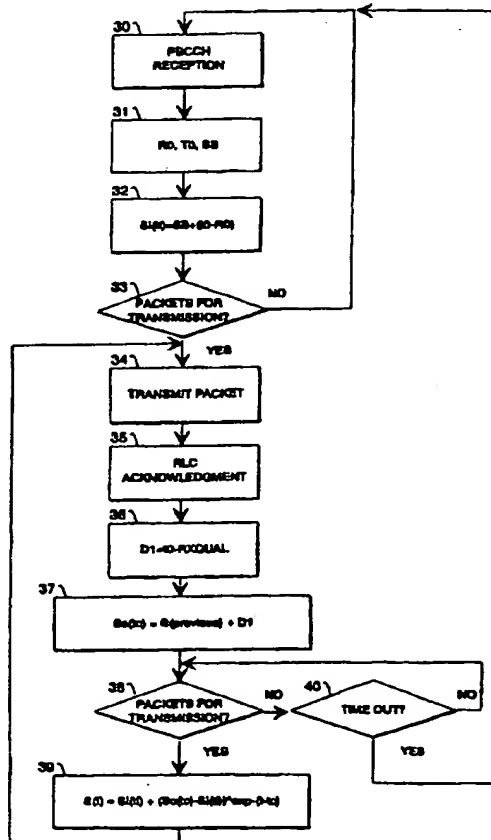 30
PBCCH
RECEPTION
31
R0, T0, SB
32
33
PACKETS FOR
TRANSMISSION?
NO
YES
34
TRANSMIT PACKET
35
RLC
ACKNOWLEDGMENT
36
37
38
PACKETS FOR
TRANSMISSION?
NO
40
TIME OUT?
NO
YES
YES
39